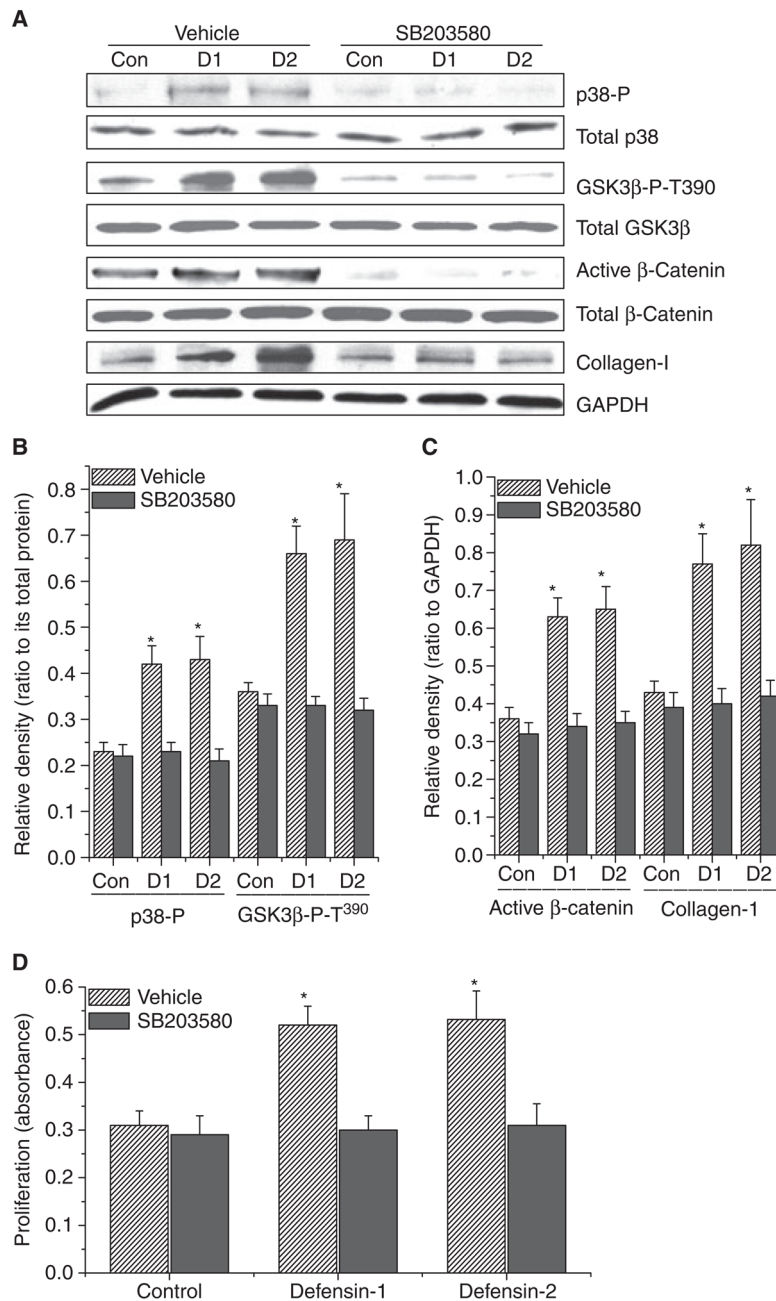 A
Vehicle SB203580
Con D1 D2 Con D1 D2
p38-P
Total p38
GSK3β-P-T390
Total GSK3β
Active β-Catenin
Total β-Catenin
Collagen-I
GAPDH
B
Relative density (ratio to its total protein)
Vehicle
SB203580
0.8
0.7
0.6
0.5
0.4
0.3
0.2
0.1
0.0
* * * *
Con D1 D2 Con D1 D2
p38-P GSK3β-P-T³⁹⁰
C
Relative density (ratio to GAPDH)
Vehicle
SB203580
1.0
0.9
0.8
0.7
0.6
0.5
0.4
0.3
0.2
0.1
0.0
* * * *
Con D1 D2 Con D1 D2
Active β-catenin Collagen-1
D
Proliferation (absorbance)
Vehicle
SB203580
0.6
0.5
0.4
0.3
0.2
0.1
0.0
* *
Control Defensin-1 Defensin-2